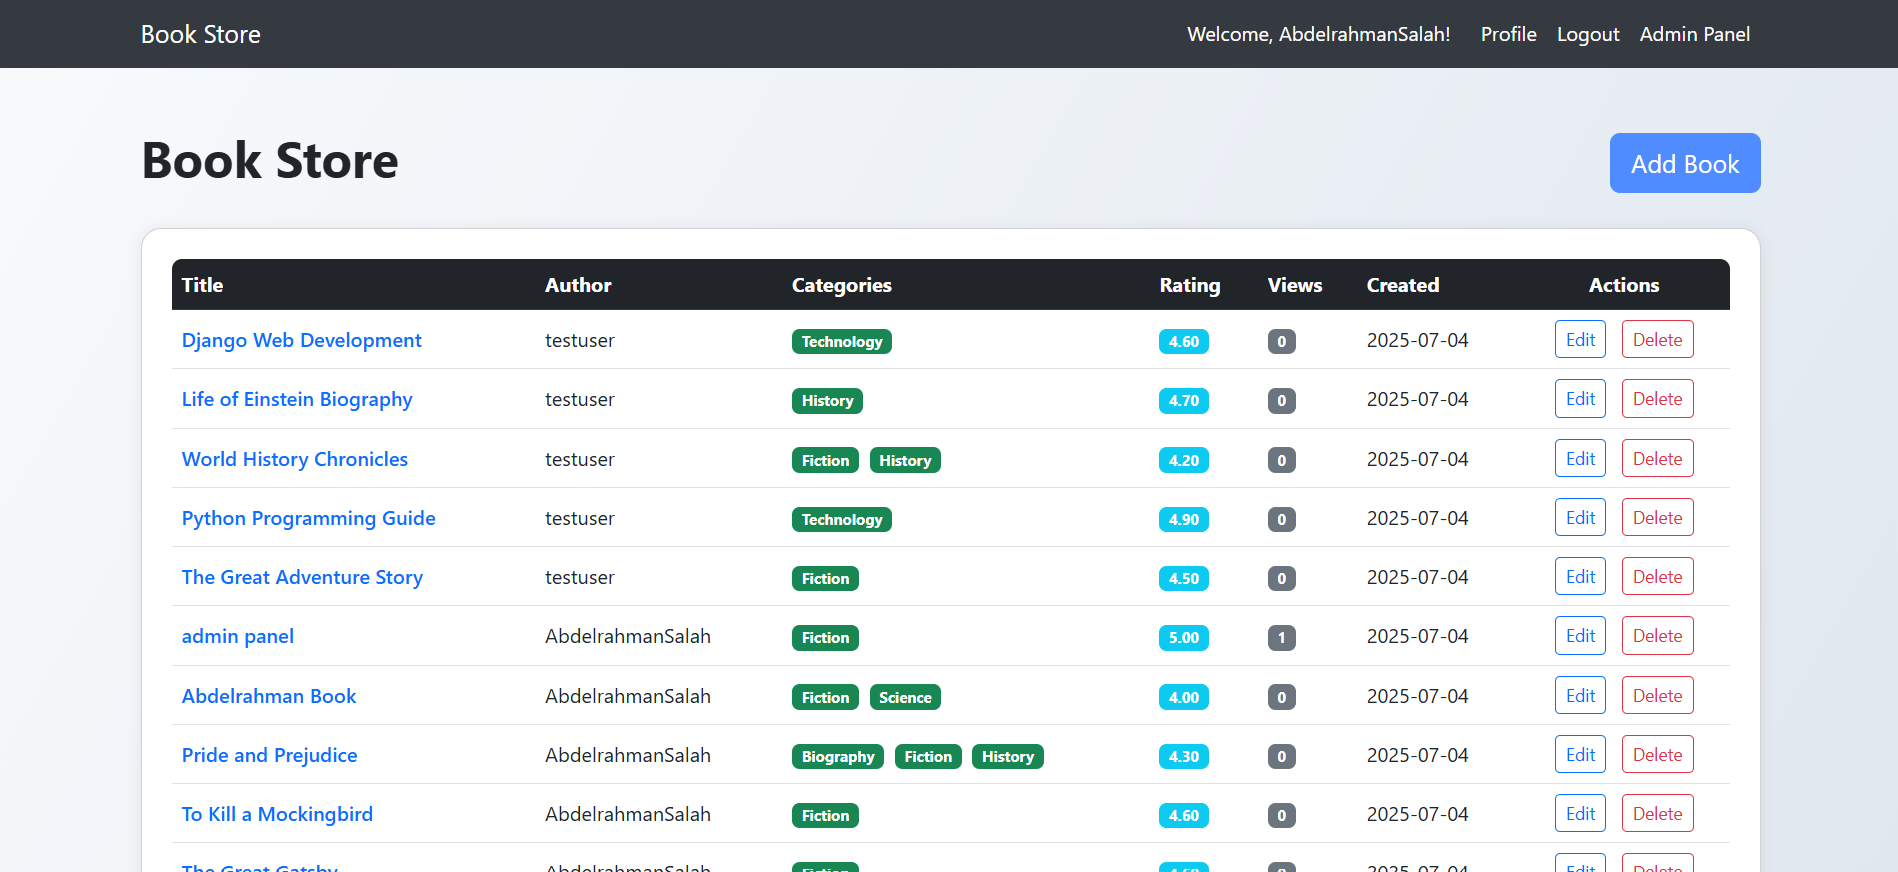 Book Store Welcome, AbdelrahmanSalah! Profile Logout Admin Panel
Book Store Add Book
Title Author Categories Rating Views Created Actions
Django Web Development testuser Technology 4.60 0 2025-07-04 Edit Delete
Life of Einstein Biography testuser History 4.70 0 2025-07-04 Edit Delete
World History Chronicles testuser Fiction History 4.20 0 2025-07-04 Edit Delete
Python Programming Guide testuser Technology 4.90 0 2025-07-04 Edit Delete
The Great Adventure Story testuser Fiction 4.50 0 2025-07-04 Edit Delete
admin panel AbdelrahmanSalah Fiction 5.00 1 2025-07-04 Edit Delete
Abdelrahman Book AbdelrahmanSalah Fiction Science 4.00 0 2025-07-04 Edit Delete
Pride and Prejudice AbdelrahmanSalah Biography Fiction History 4.30 0 2025-07-04 Edit Delete
To Kill a Mockingbird AbdelrahmanSalah Fiction 4.60 0 2025-07-04 Edit Delete
The Great Gatsby AbdelrahmanSalah Fiction 2025-07-04 Edit Delete